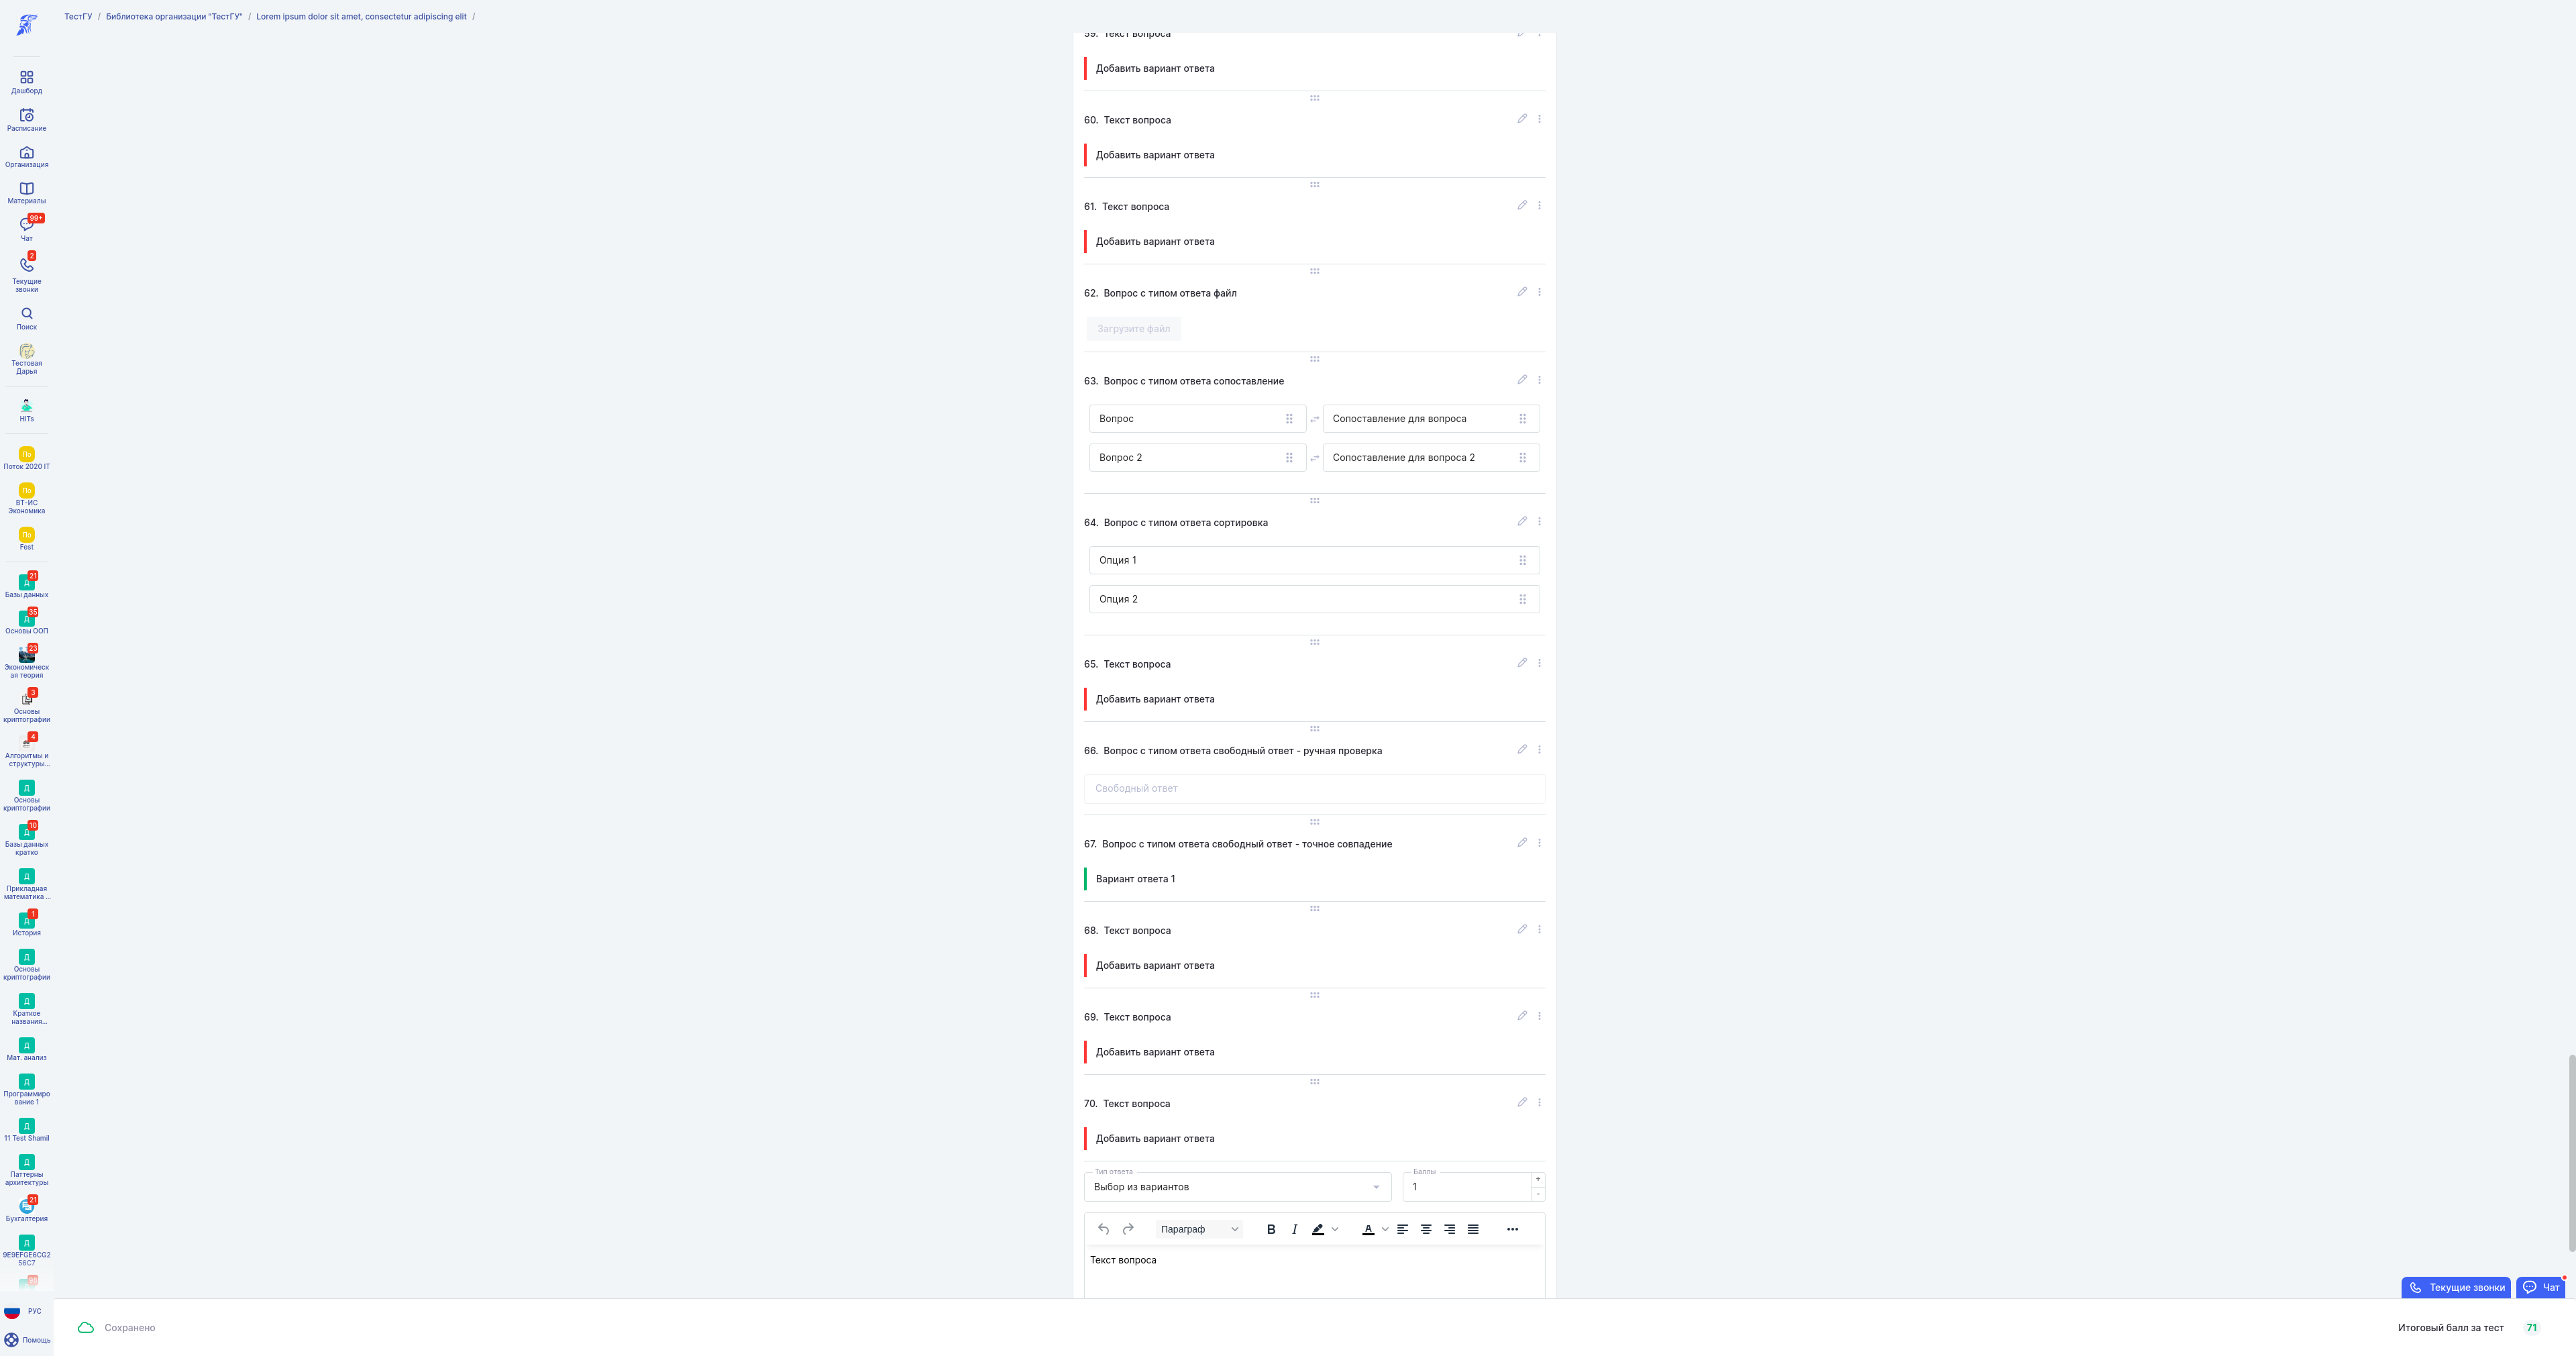 ТестГУ / Библиотека организации "ТестГУ" / Lorem ipsum dolor sit amet, consectetur adipiscing elit /
Дашборд
Расписание
Организация
Материалы
99+
Чат
2
Текущие
звонки
Поиск
Тестовая
Дарья
HITs
По
Поток 2020 IT
По
ВТ-ИС
Экономика
По
Fest
21
Д
Базы данных
35
Д
Основы ООП
23
Экономическ
ая теория
3
Основы
криптографии
4
Алгоритмы и
структуры...
Д
Основы
криптографии
10
Д
Базы данных
кратко
Д
Прикладная
математика ...
1
Д
История
Д
Основы
криптографии
Д
Краткое
названия...
Д
Мат. анализ
Д
Программиро
вание 1
Д
11 Test Shamil
Д
Паттерны
архитектуры
21
Бухгалтерия
Д
9E9EFGE6CG2
56C7
РУС
Помощь
59. Текст вопроса
Добавить вариант ответа
60. Текст вопроса
Добавить вариант ответа
61. Текст вопроса
Добавить вариант ответа
62. Вопрос с типом ответа файл
Загрузите файл
63. Вопрос с типом ответа сопоставление
Вопрос Сопоставление для вопроса
Вопрос 2 Сопоставление для вопроса 2
64. Вопрос с типом ответа сортировка
Опция 1
Опция 2
65. Текст вопроса
Добавить вариант ответа
66. Вопрос с типом ответа свободный ответ - ручная проверка
Свободный ответ
67. Вопрос с типом ответа свободный ответ - точное совпадение
Вариант ответа 1
68. Текст вопроса
Добавить вариант ответа
69. Текст вопроса
Добавить вариант ответа
70. Текст вопроса
Добавить вариант ответа
Тип ответа Баллы
Выбор из вариантов 1 + -
Параграф B I A
Текст вопроса
Текущие звонки Чат
Сохранено Итоговый балл за тест 71